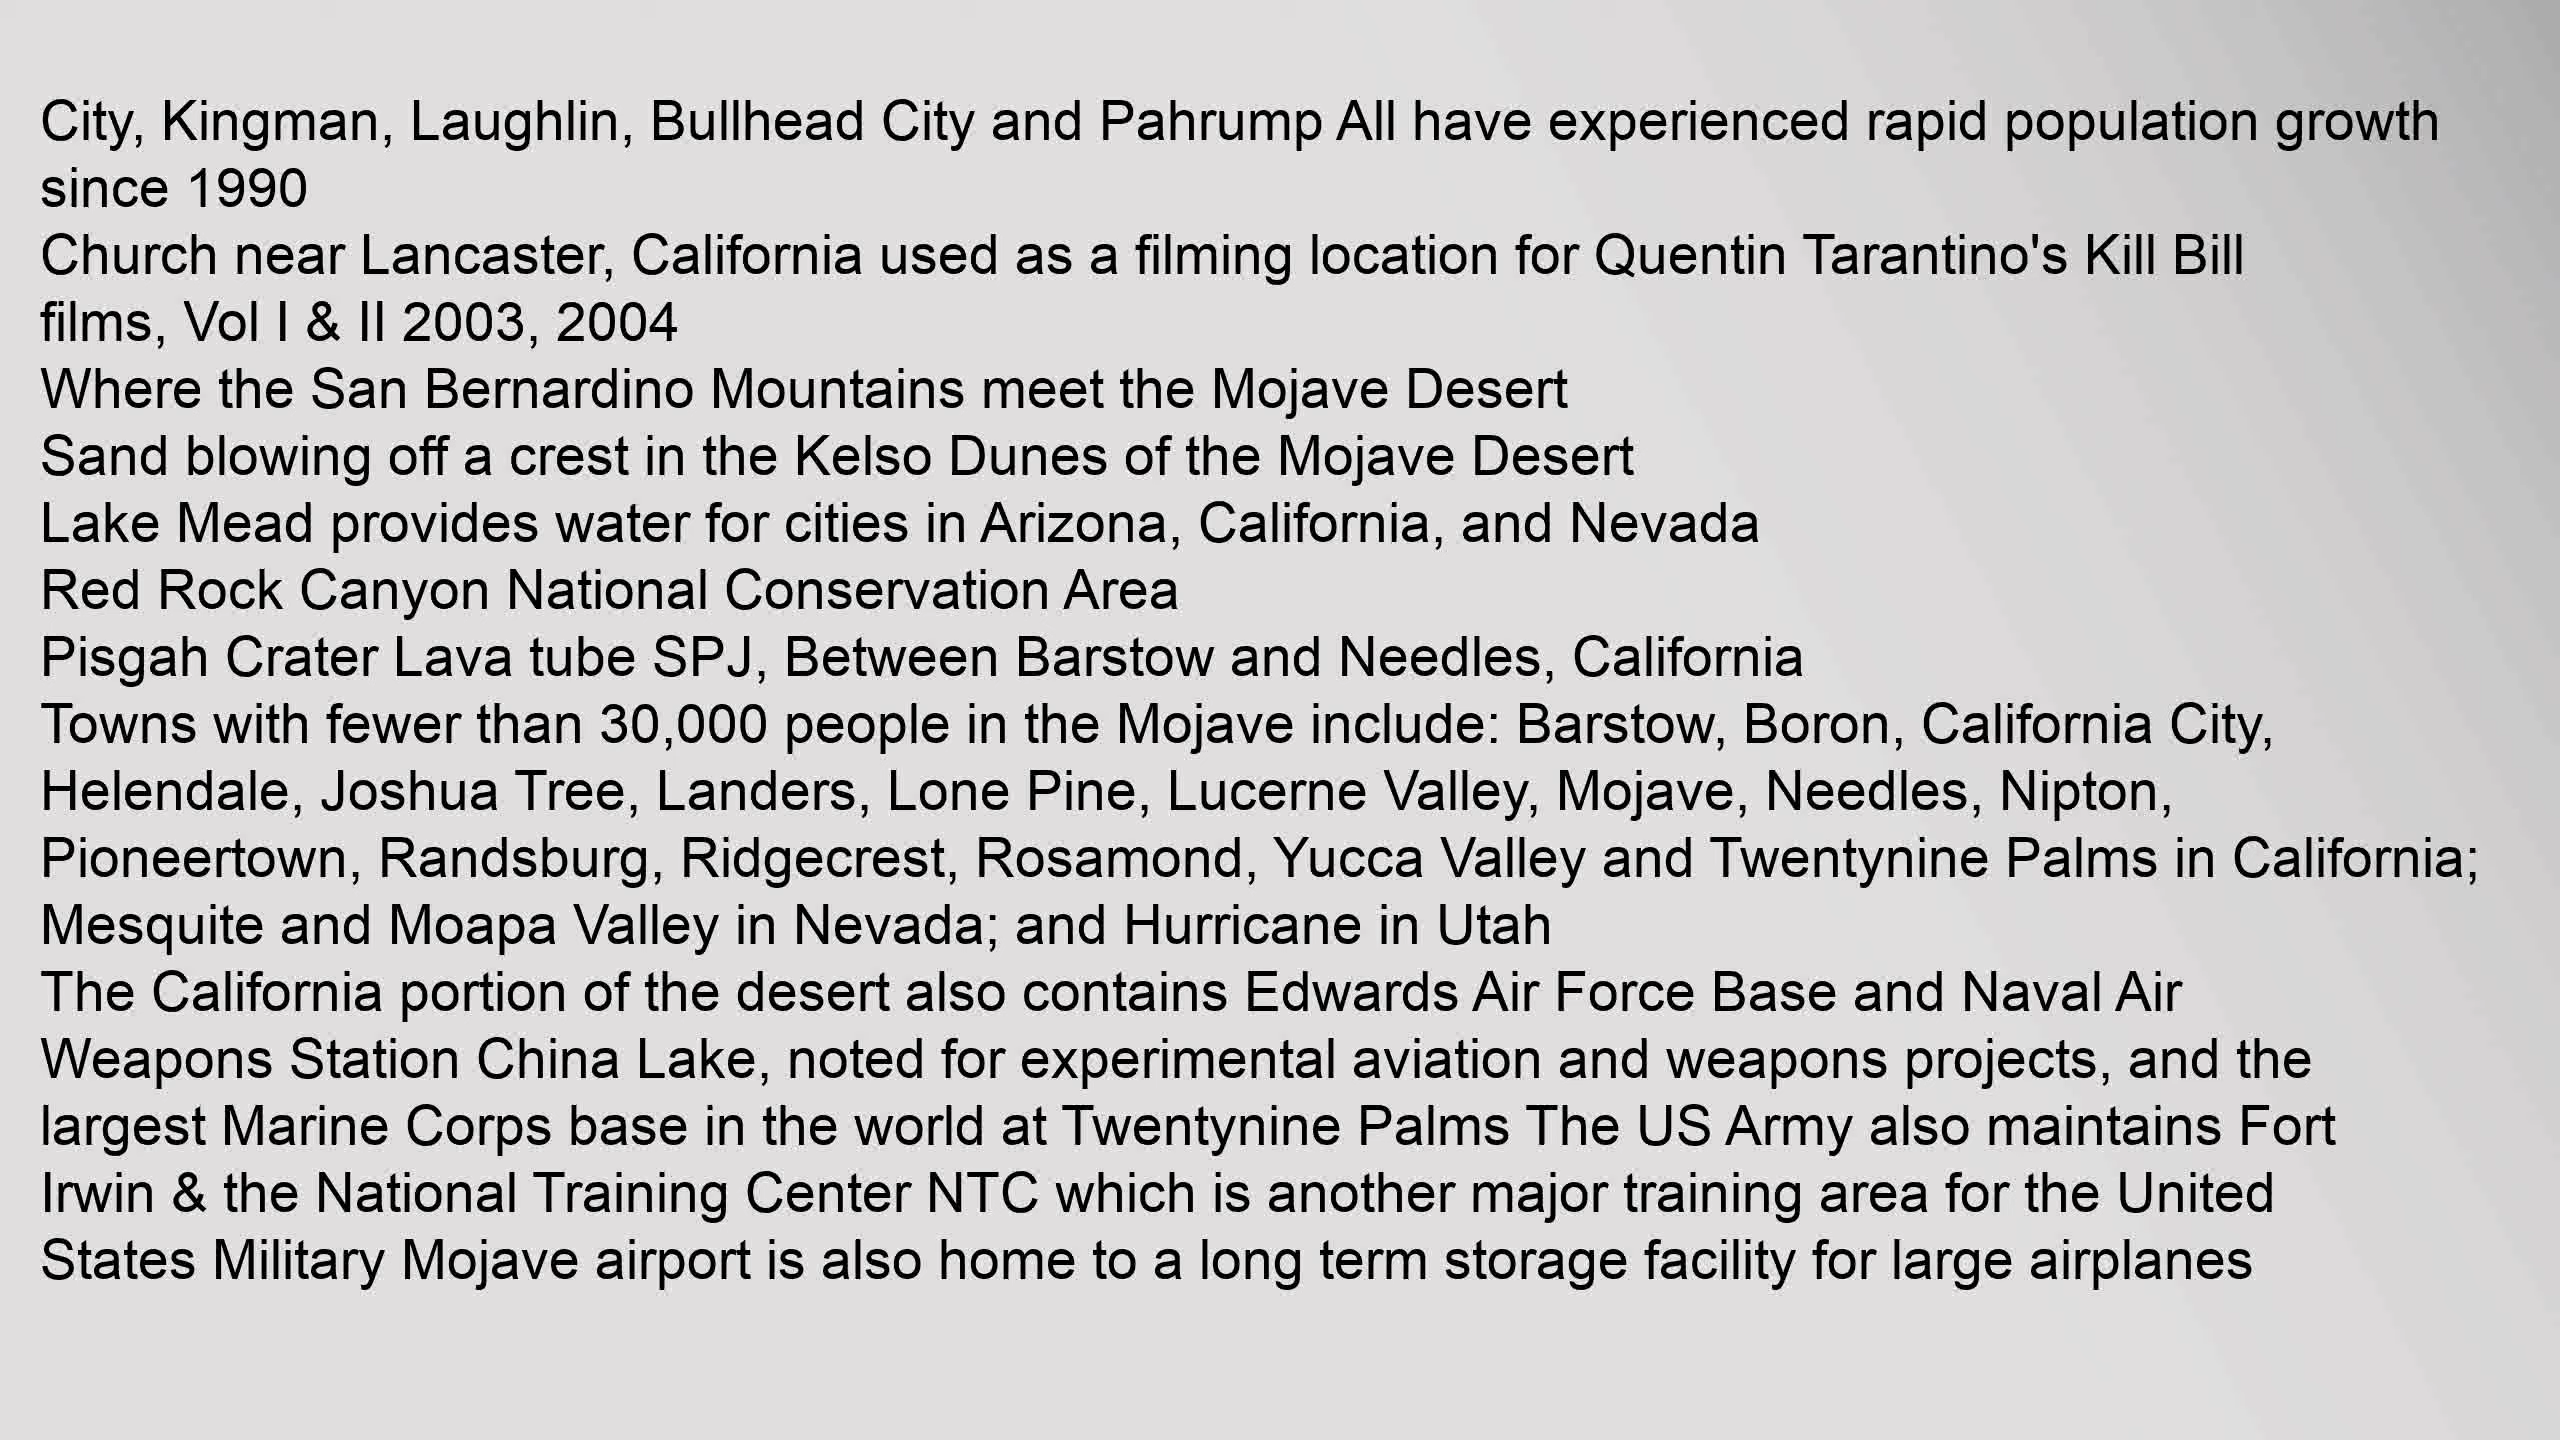 City, Kingman, Laughlin, Bullhead City and Pahrump All have experienced rapid population growth
since 1990
Church near Lancaster, California used as a filming location for Quentin Tarantino's Kill Bill
films, Vol I & II 2003, 2004
Where the San Bernardino Mountains meet the Mojave Desert
Sand blowing off a crest in the Kelso Dunes of the Mojave Desert
Lake Mead provides water for cities in Arizona, California, and Nevada
Red Rock Canyon National Conservation Area
Pisgah Crater Lava tube SPJ, Between Barstow and Needles, California
Towns with fewer than 30,000 people in the Mojave include: Barstow, Boron, California City,
Helendale, Joshua Tree, Landers, Lone Pine, Lucerne Valley, Mojave, Needles, Nipton,
Pioneertown, Randsburg, Ridgecrest, Rosamond, Yucca Valley and Twentynine Palms in California;
Mesquite and Moapa Valley in Nevada; and Hurricane in Utah
The California portion of the desert also contains Edwards Air Force Base and Naval Air
Weapons Station China Lake, noted for experimental aviation and weapons projects, and the
largest Marine Corps base in the world at Twentynine Palms The US Army also maintains Fort
Irwin & the National Training Center NTC which is another major training area for the United
States Military Mojave airport is also home to a long term storage facility for large airplanes